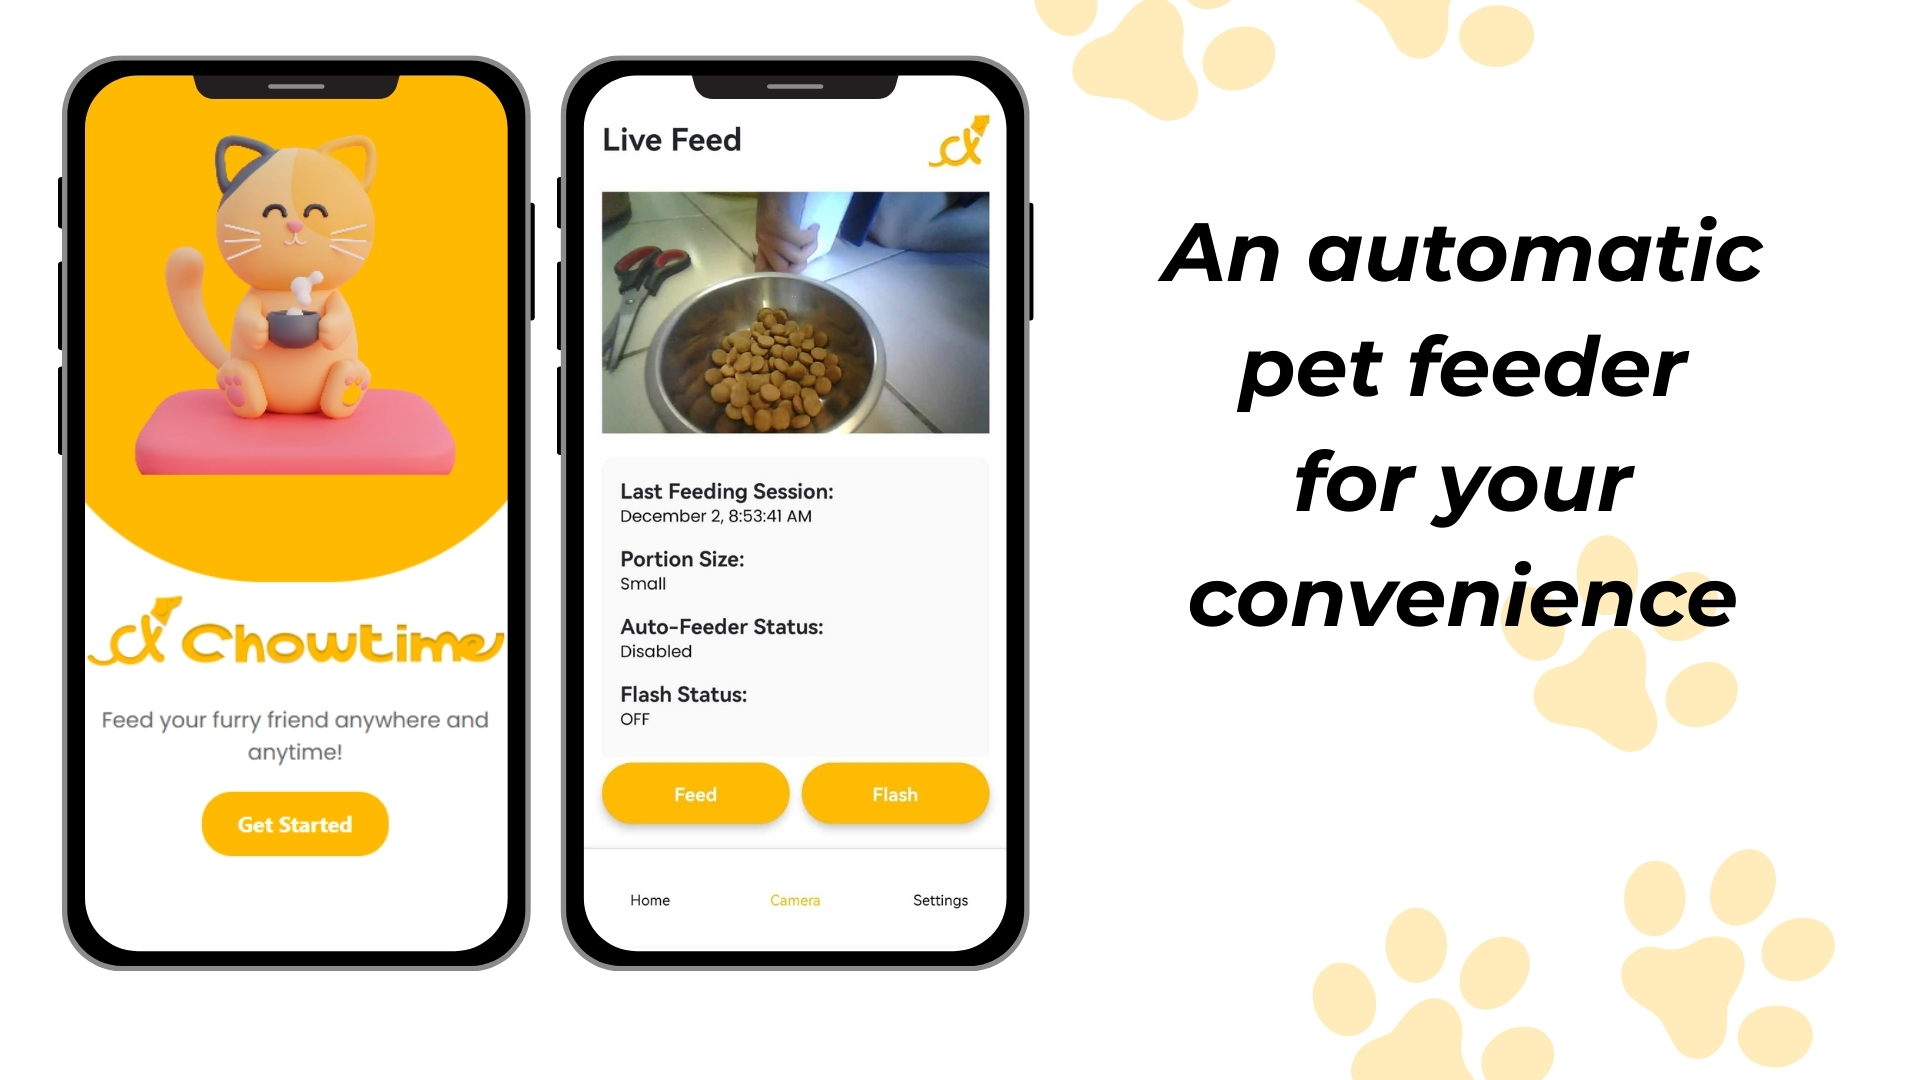 Chowtime
Feed your furry friend anywhere and
anytime!
Get Started
Live Feed
Last Feeding Session:
December 2, 8:53:41 AM
Portion Size:
Small
Auto-Feeder Status:
Disabled
Flash Status:
OFF
Feed
Flash
Home
Camera
Settings
An automatic
pet feeder
for your
convenience